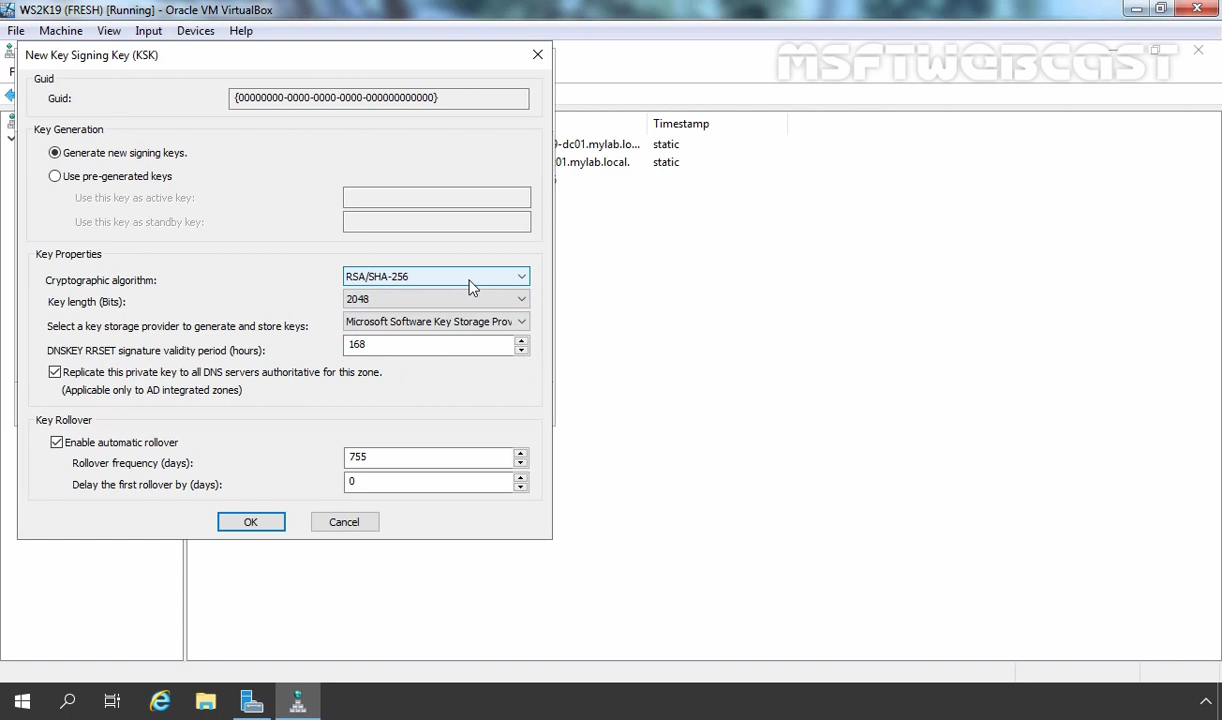 WS2K19 (FRESH) [Running] - Oracle VM VirtualBox
File Machine View Input Devices Help
MSFTWEBCAST
New Key Signing Key (KSK)
F
Guid
Guid: {00000000-0000-0000-0000-000000000000}
Key Generation
Timestamp
Generate new signing keys.
9-dc01.mylab.lo... static
01.mylab.local. static
Use pre-generated keys
Use this key as active key:
Use this key as standby key:
Key Properties
Cryptographic algorithm: RSA/SHA-256
Key length (Bits): 2048
Select a key storage provider to generate and store keys: Microsoft Software Key Storage Prov
DNSKEY RRSET signature validity period (hours): 168
Replicate this private key to all DNS servers authoritative for this zone.
(Applicable only to AD integrated zones)
Key Rollover
Enable automatic rollover
Rollover frequency (days): 755
Delay the first rollover by (days): 0
OK Cancel